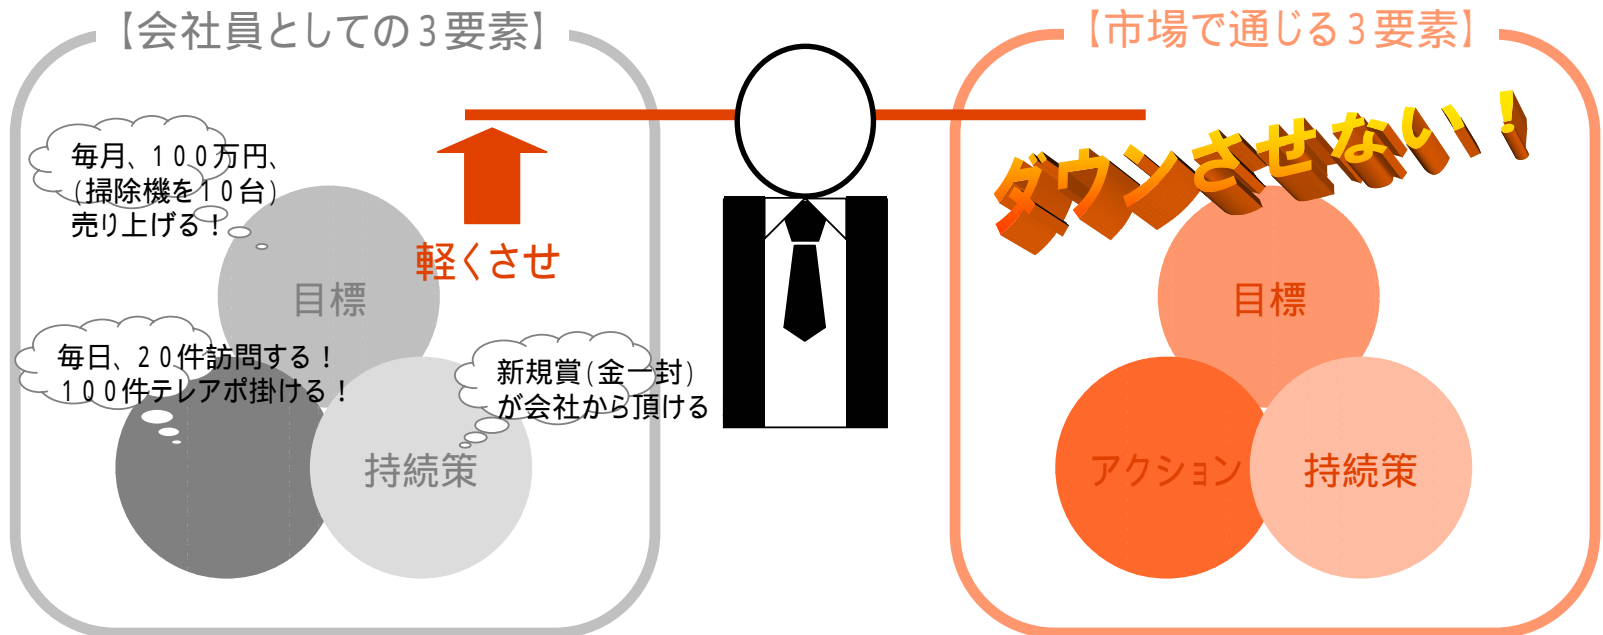 【会社員としての３要素】
毎月、１００万円、
(掃除機を１０台)
売り上げる！
軽くさせ
目標
毎日、２０件訪問する！
１００件テレアポ掛ける！
新規賞(金一封)
が会社から頂ける
持続策
【市場で通じる３要素】
ダウンさせない！
目標
アクション
持続策